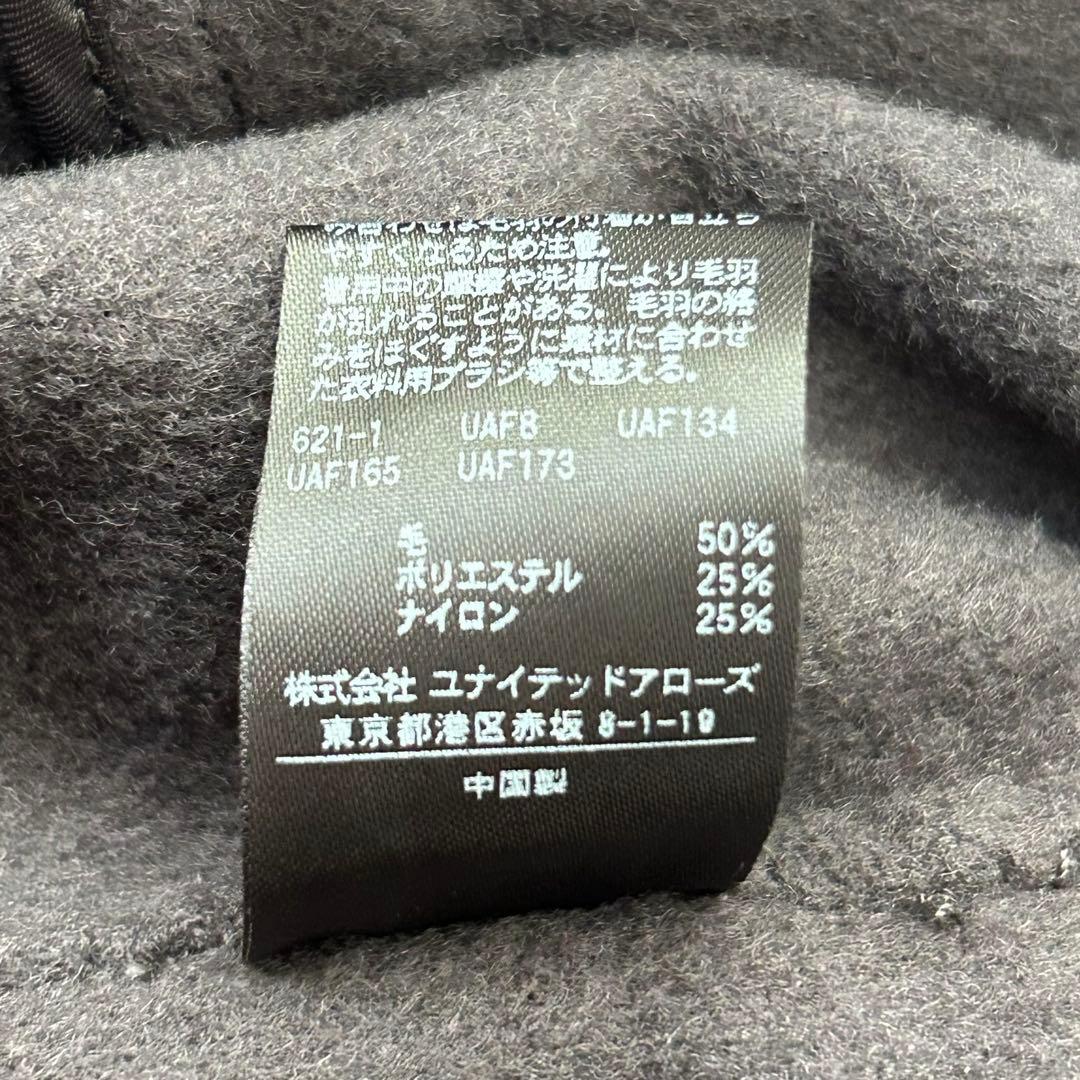 やすくなるため注意。
着用中の摩擦や洗濯により毛羽
が乱れることがある。毛羽の絡
みをほぐすように素材に合わせ
た衣料用ブラシ等で整える。
621-1 UAF8 UAF134
UAF165 UAF173
毛 50%
ポリエステル 25%
ナイロン 25%
株式会社 ユナイテッドアローズ
東京都港区赤坂 8-1-19
中国製